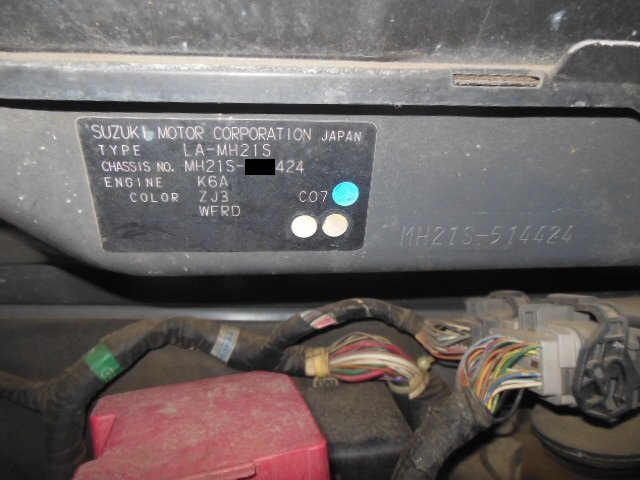 SUZUKI MOTOR CORPORATION JAPAN
TYPE LA-MH21S
CHASSIS NO. MH21S- 424
ENGINE K6A
COLOR ZJ3 C07
WFRD
MH21S-514424